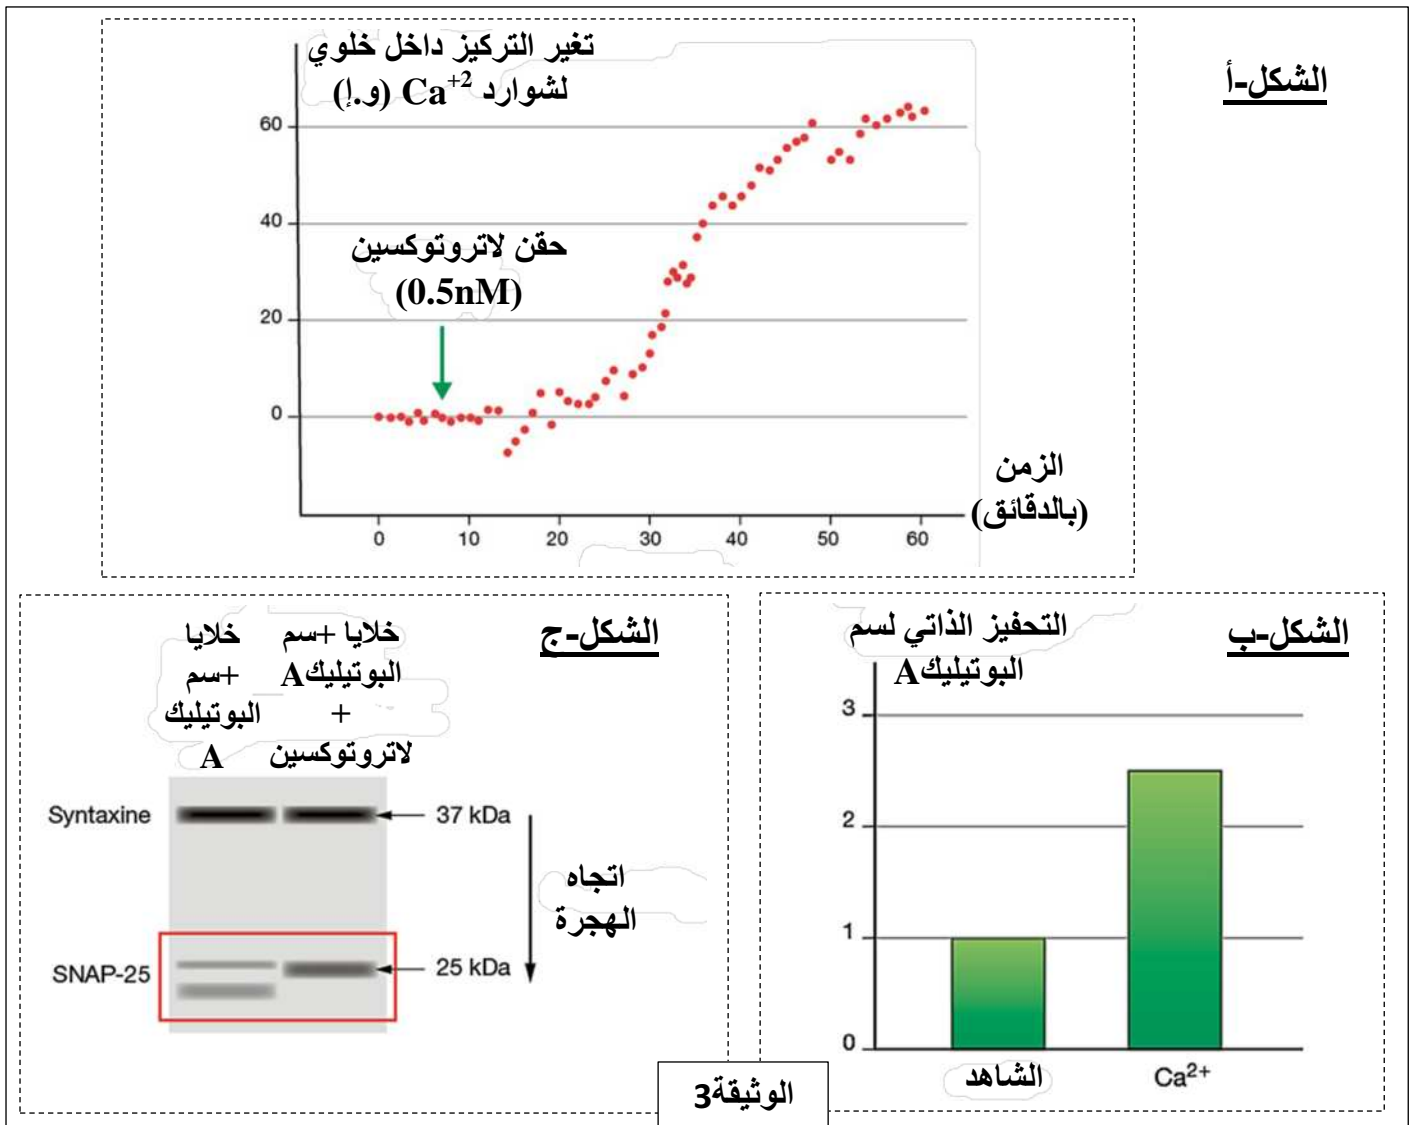 الشكل-أ
تغير التركيز داخل خلوي
لشوارد Ca⁺² (و.إ)
60
40
20
0
حقن لاتروتوكسين
(0.5nM)
الزمن
(بالدقائق)
0 10 20 30 40 50 60
الشكل-ب
التحفيز الذاتي لسم
البوتيليكA
3
2
1
0
الشاهد
Ca²⁺
الشكل-ج
خلايا +سم
البوتيليكA
+
لاتروتوكسين
خلايا
+سم
البوتيليك
A
Syntaxine
37 kDa
SNAP-25
25 kDa
اتجاه
الهجرة
الوثيقة3